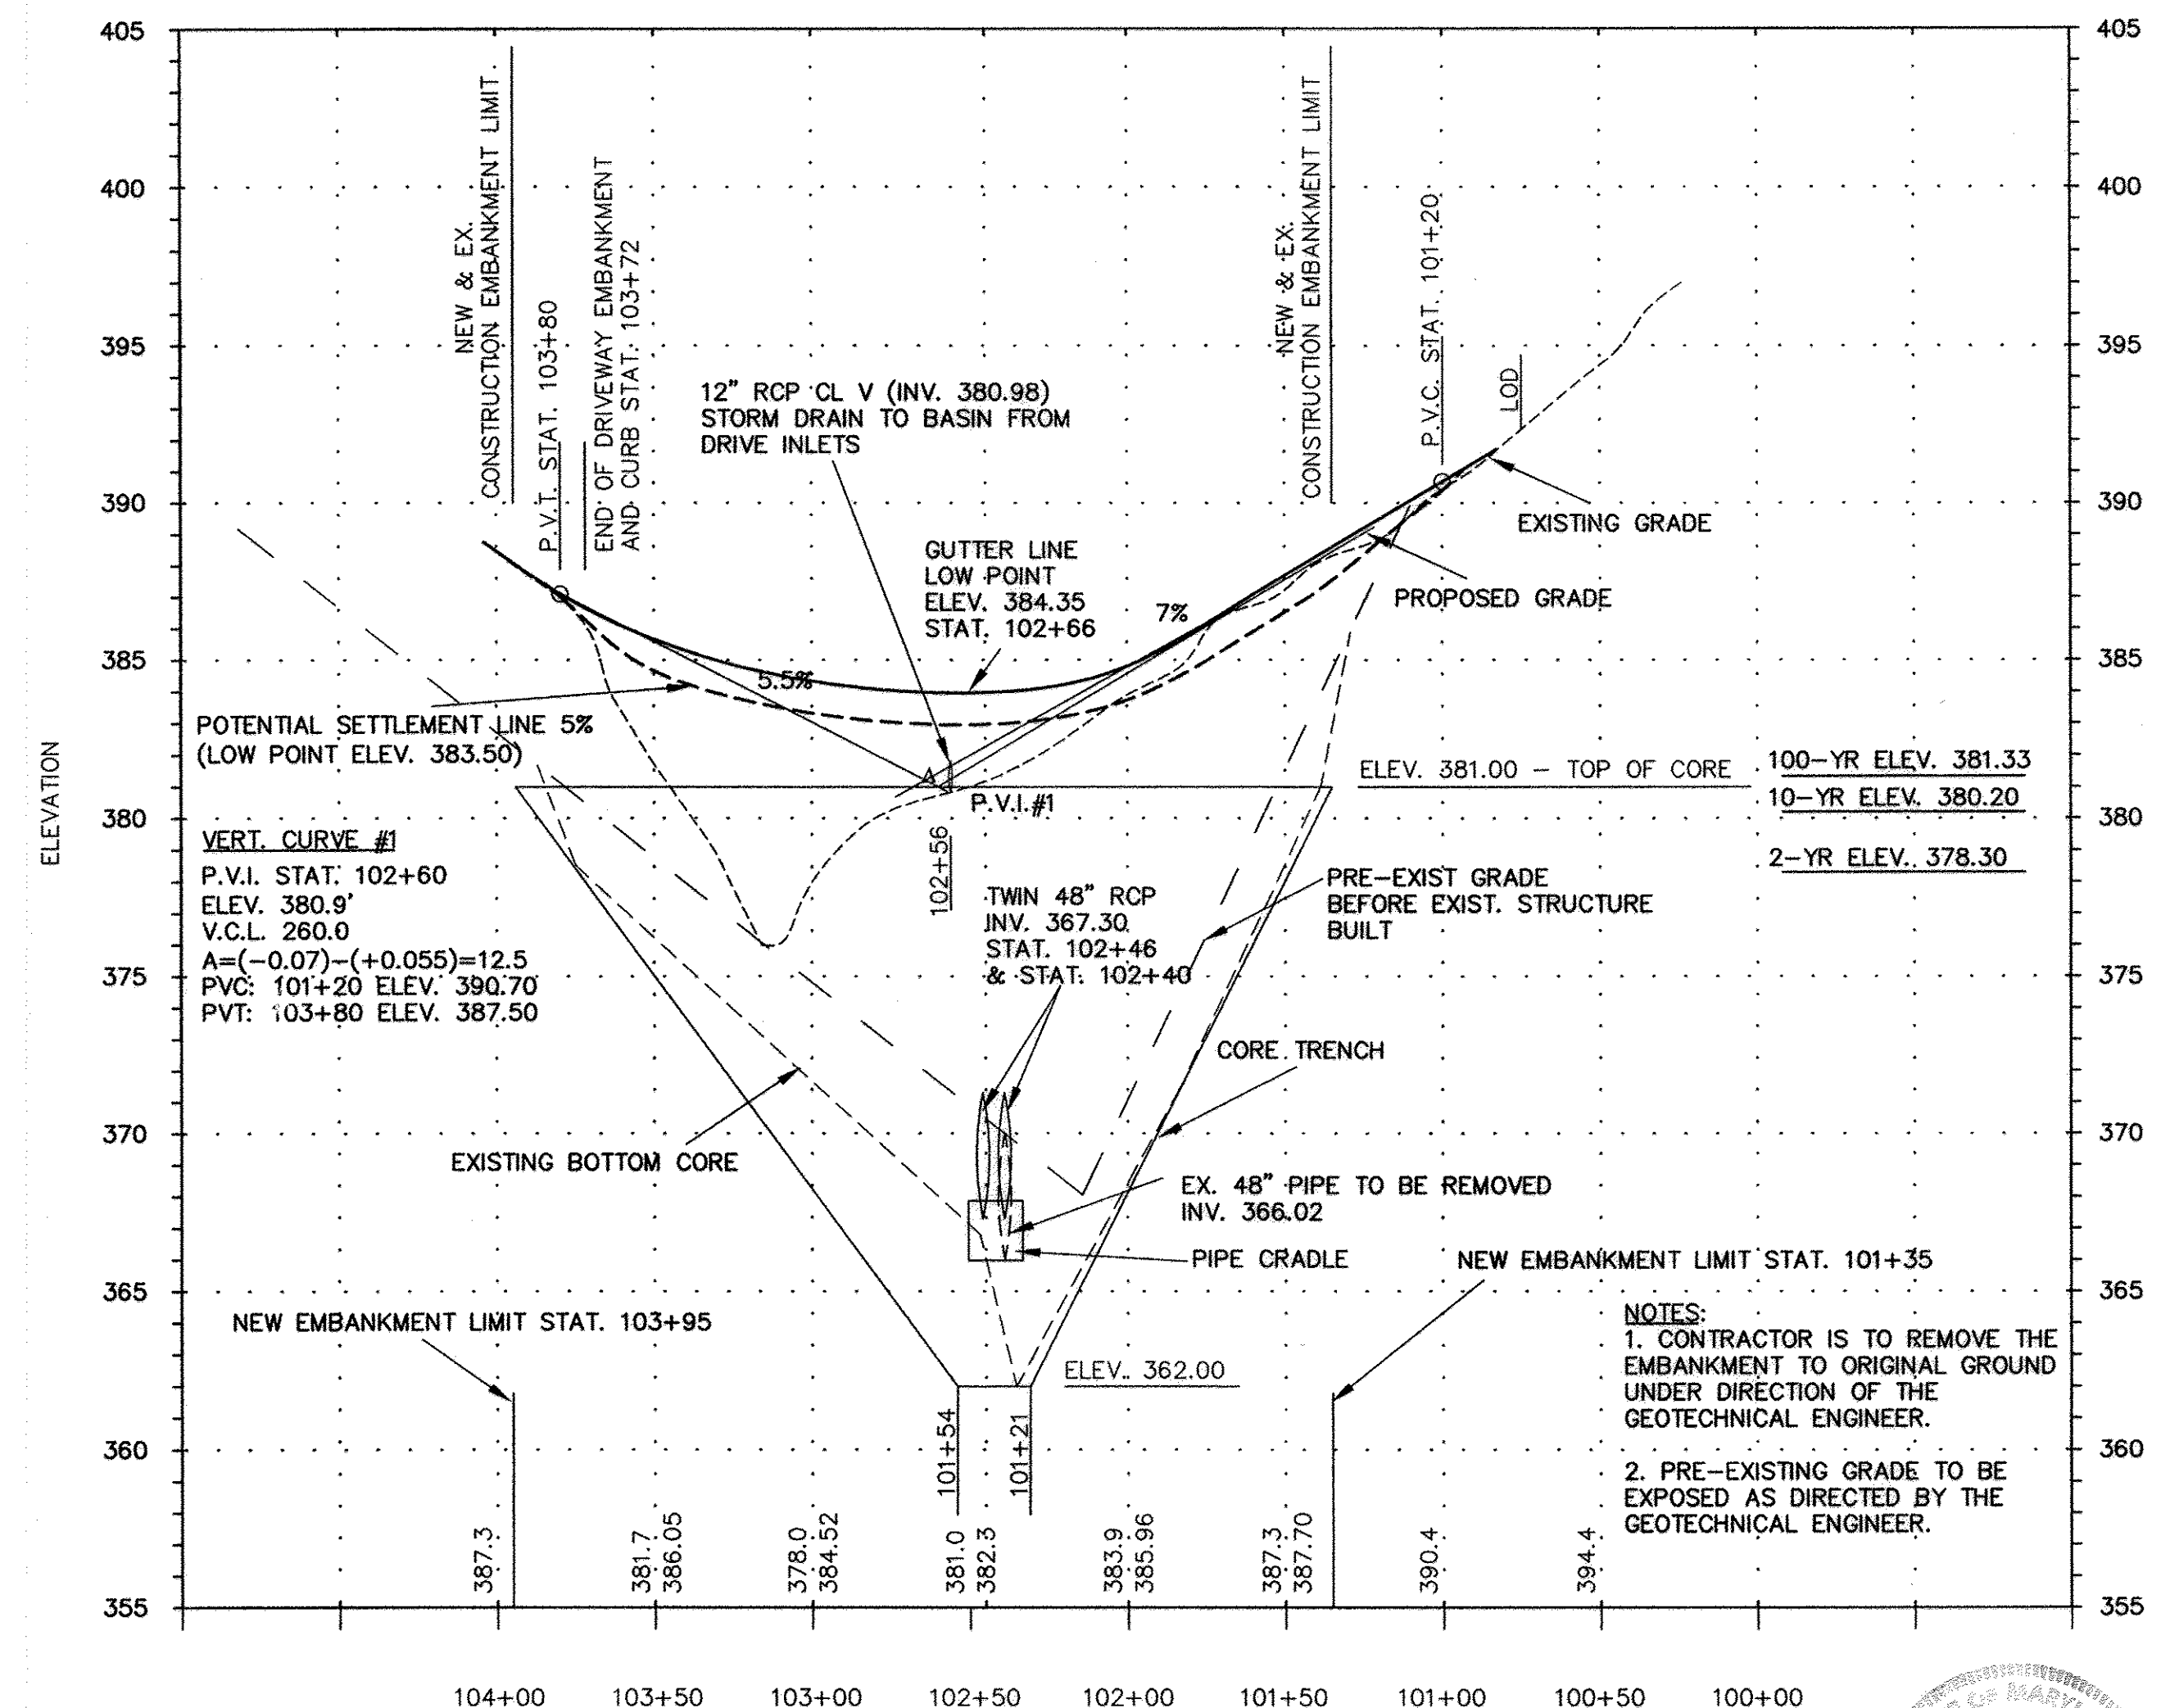 405
400
395
390
385
380
375
370
365
360
355
ELEVATION
405
400
395
390
385
380
375
370
365
360
355
NEW & EX.
CONSTRUCTION EMBANKMENT LIMIT
P.V.T. STAT. 103+80
END OF DRIVEWAY EMBANKMENT
AND CURB STAT. 103+72
12" RCP CL V (INV. 380.98)
STORM DRAIN TO BASIN FROM
DRIVE INLETS
GUTTER LINE
LOW POINT
ELEV. 384.35
STAT. 102+66
NEW & EX.
CONSTRUCTION EMBANKMENT LIMIT
P.V.C. STAT. 101+20
LOD
EXISTING GRADE
PROPOSED GRADE
7%
5.5%
POTENTIAL SETTLEMENT LINE 5%
(LOW POINT ELEV. 383.50)
ELEV. 381.00 - TOP OF CORE
100-YR ELEV. 381.33
10-YR ELEV. 380.20
2-YR ELEV. 378.30
P.V.I. #1
102+56
VERT. CURVE #1
P.V.I. STAT. 102+60
ELEV. 380.9'
V.C.L. 260.0
A=(-0.07)-(+0.055)=12.5
PVC: 101+20 ELEV. 390.70
PVT: 103+80 ELEV. 387.50
TWIN 48" RCP
INV. 367.30
STAT. 102+46
& STAT. 102+40
PRE-EXIST GRADE
BEFORE EXIST. STRUCTURE
BUILT
CORE TRENCH
EXISTING BOTTOM CORE
EX. 48" PIPE TO BE REMOVED
INV. 366.02
PIPE CRADLE
NEW EMBANKMENT LIMIT STAT. 101+35
NEW EMBANKMENT LIMIT STAT. 103+95
ELEV. 362.00
101+54
101+21
NOTES:
1. CONTRACTOR IS TO REMOVE THE
EMBANKMENT TO ORIGINAL GROUND
UNDER DIRECTION OF THE
GEOTECHNICAL ENGINEER.
2. PRE-EXISTING GRADE TO BE
EXPOSED AS DIRECTED BY THE
GEOTECHNICAL ENGINEER.
387.3
381.7
386.05
378.0
384.52
381.0
382.3
383.9
385.96
387.3
387.70
390.4
394.4
104+00
103+50
103+00
102+50
102+00
101+50
101+00
100+50
100+00